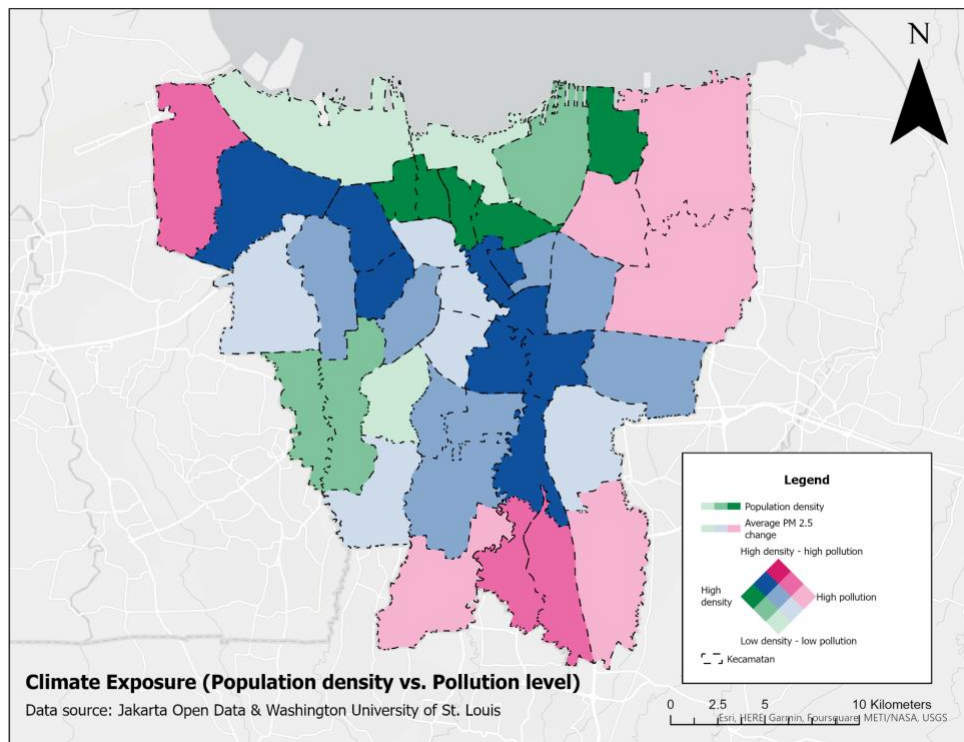 N
Legend
Population density
Average PM 2.5
change
High density - high pollution
High
density
High pollution
Low density - low pollution
Kecamatan
Climate Exposure (Population density vs. Pollution level)
Data source: Jakarta Open Data & Washington University of St. Louis
0 2.5 5 10 Kilometers
Esri, HERE, Garmin, Foursquare, METI/NASA, USGS